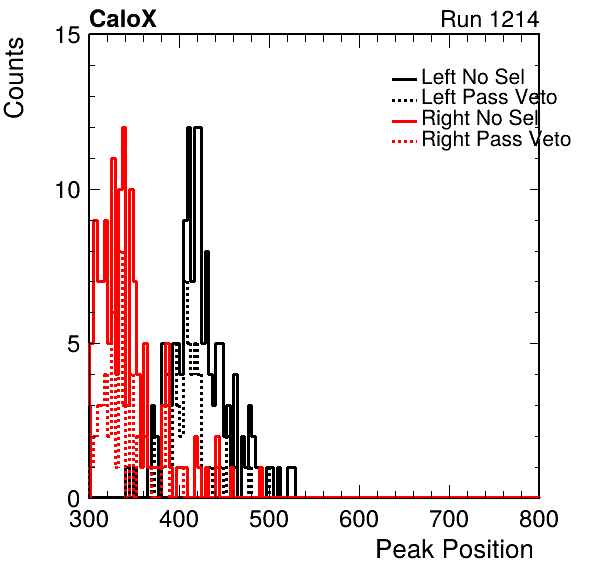 CaloX Run 1214
Counts
15
10
5
0
Left No Sel
Left Pass Veto
Right No Sel
Right Pass Veto
300 400 500 600 700 800
Peak Position